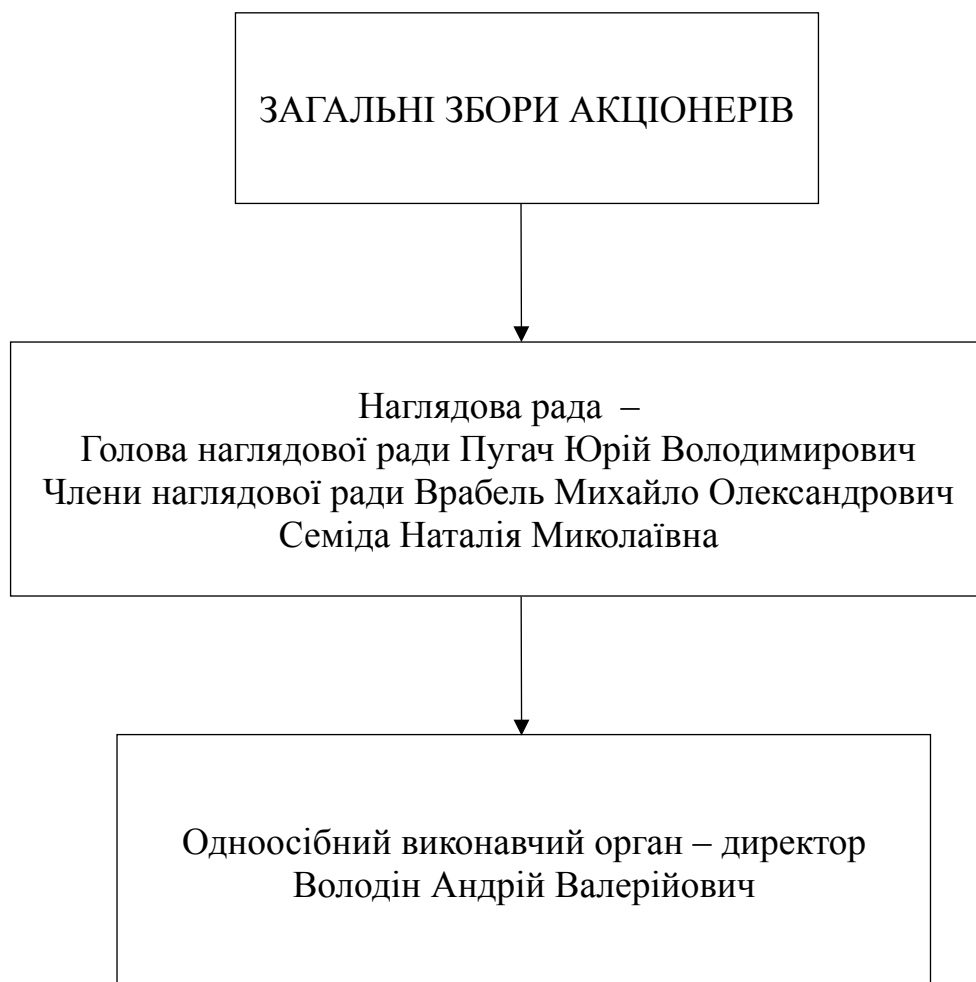 ЗАГАЛЬНІ ЗБОРИ АКЦІОНЕРІВ
Наглядова рада –
Голова наглядової ради Пугач Юрій Володимирович
Члени наглядової ради Врабель Михайло Олександрович
Семіда Наталія Миколаївна
Одноосібний виконавчий орган – директор
Володін Андрій Валерійович